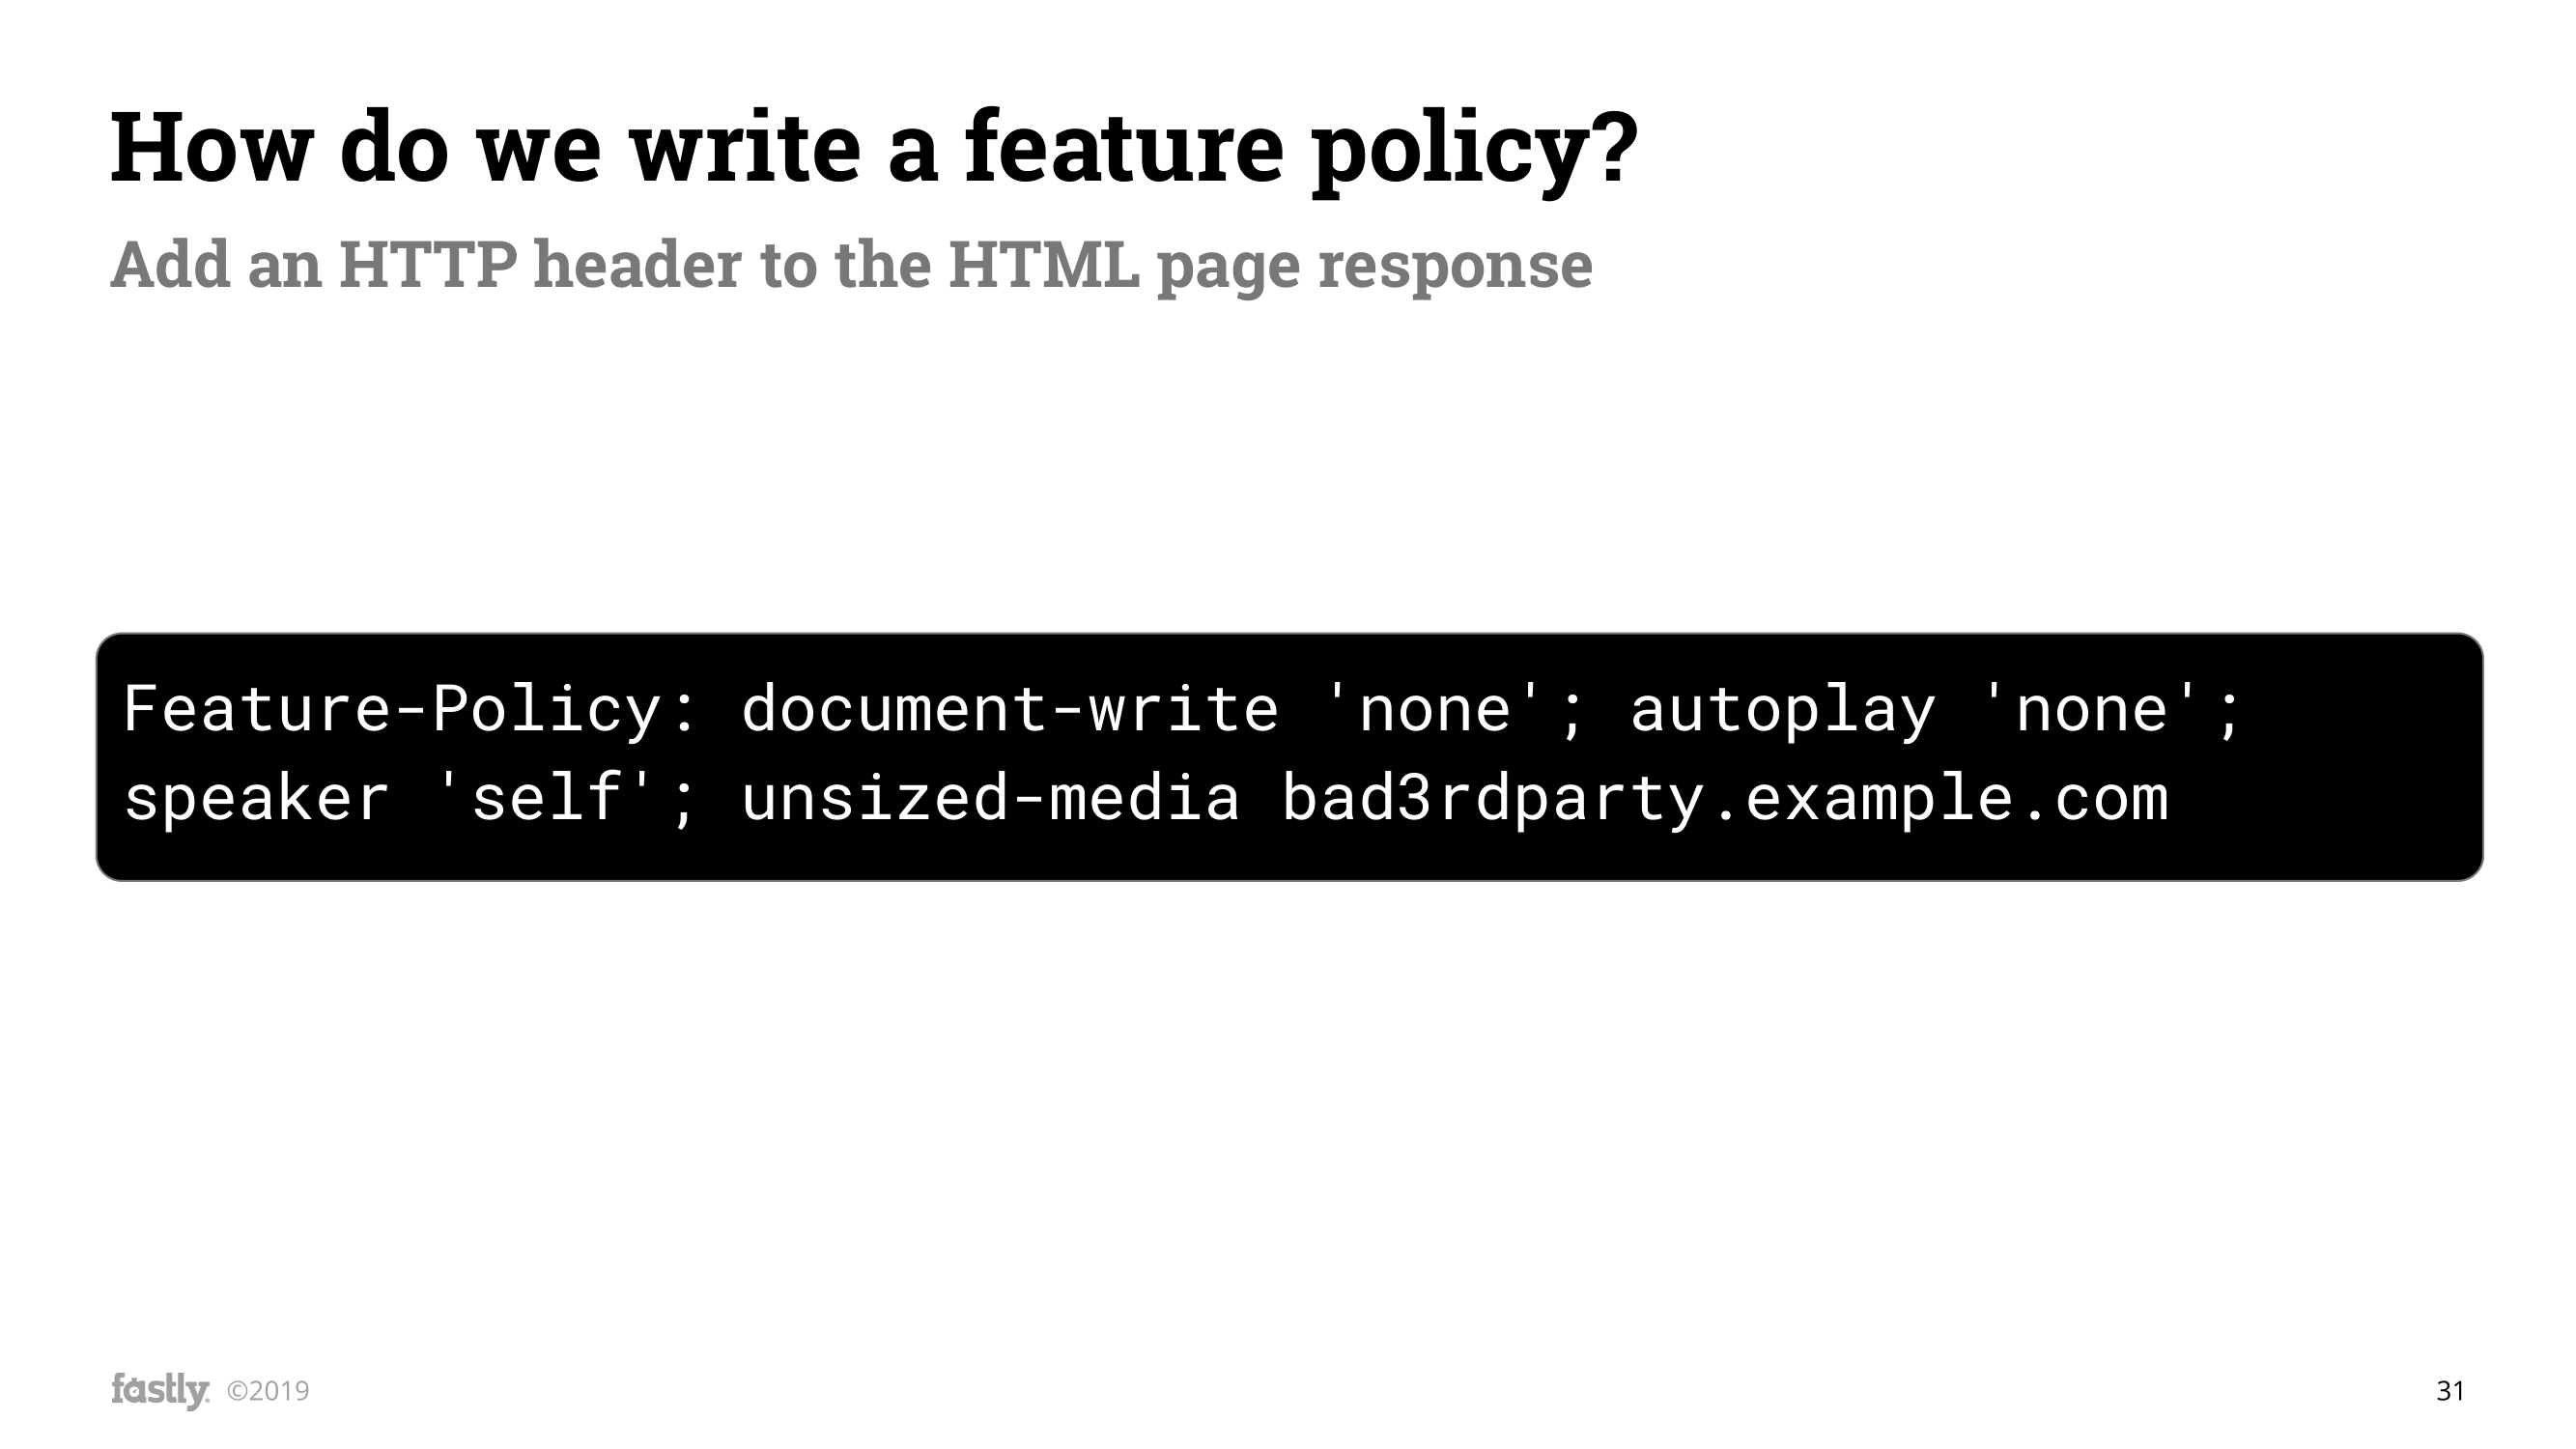 How do we write a feature policy?
Add an HTTP header to the HTML page response
Feature-Policy: document-write 'none'; autoplay 'none';
speaker 'self'; unsized-media bad3rdparty.example.com
fastly ©2019
31